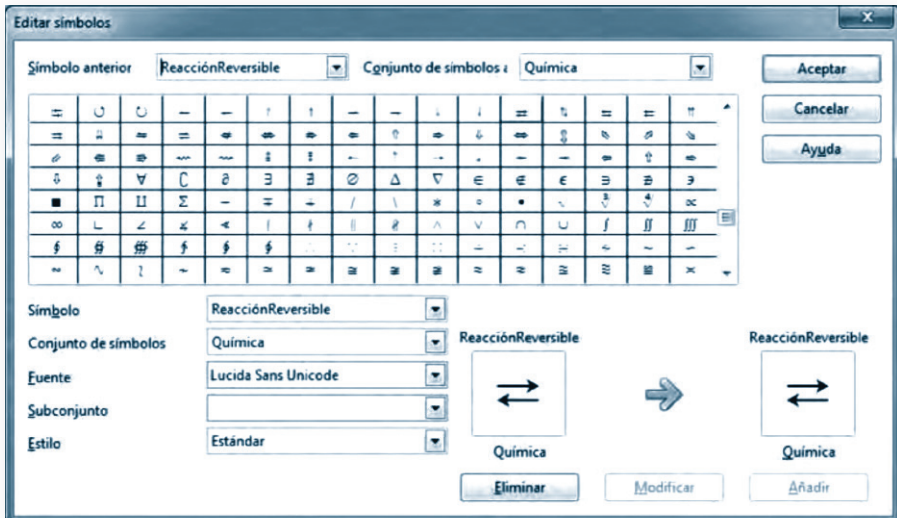 Editar símbolos
Símbolo anterior ReacciónReversible Conjunto de símbolos a Química Aceptar
Cancelar
Ayuda
Símbolo ReacciónReversible
Conjunto de símbolos Química ReacciónReversible ReacciónReversible
Fuente Lucida Sans Unicode
Subconjunto
Estilo Estándar
Química Química
Eliminar Modificar Añadir